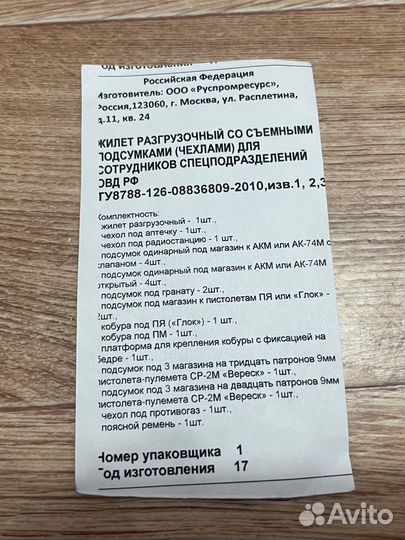 од изготовления
Российская Федерация
Изготовитель: ООО «Руспромресурс»,
Россия,123060, г. Москва, ул. Расплетина,
д.11, кв. 24
ЖИЛЕТ РАЗГРУЗОЧНЫЙ СО СЪЕМНЫМИ
ПОДСУМКАМИ (ЧЕХЛАМИ) ДЛЯ
СОТРУДНИКОВ СПЕЦПОДРАЗДЕЛЕНИЙ
ОВД РФ
ТУ8788-126-08836809-2010,изв.1, 2,3
Комплектность:
жилет разгрузочный - 1шт.,
чехол под аптечку - 1шт.,
чехол под радиостанцию - 1 шт.,
подсумок одинарный под магазин к АКМ или АК-74М с
клапаном - 4шт.,
подсумок одинарный под магазин к АКМ или АК-74М
открытый - 4шт.,
подсумок под гранату - 2шт.,
подсумок под магазин к пистолетам ПЯ или «Глок» -
2шт.,
кобура под ПЯ («Глок») - 1 шт.,
кобура под ПМ - 1шт.,
платформа для крепления кобуры с фиксацией на
бедре - 1шт.,
подсумок под 3 магазина на тридцать патронов 9мм
пистолета-пулемета СР-2М «Вереск» - 1шт.,
подсумок под 3 магазина на двадцать патронов 9мм
пистолета-пулемета СР-2М «Вереск» - 1шт.,
чехол под противогаз - 1шт.,
поясной ремень - 1шт.
Номер упаковщика 1
Год изготовления 17
Avito